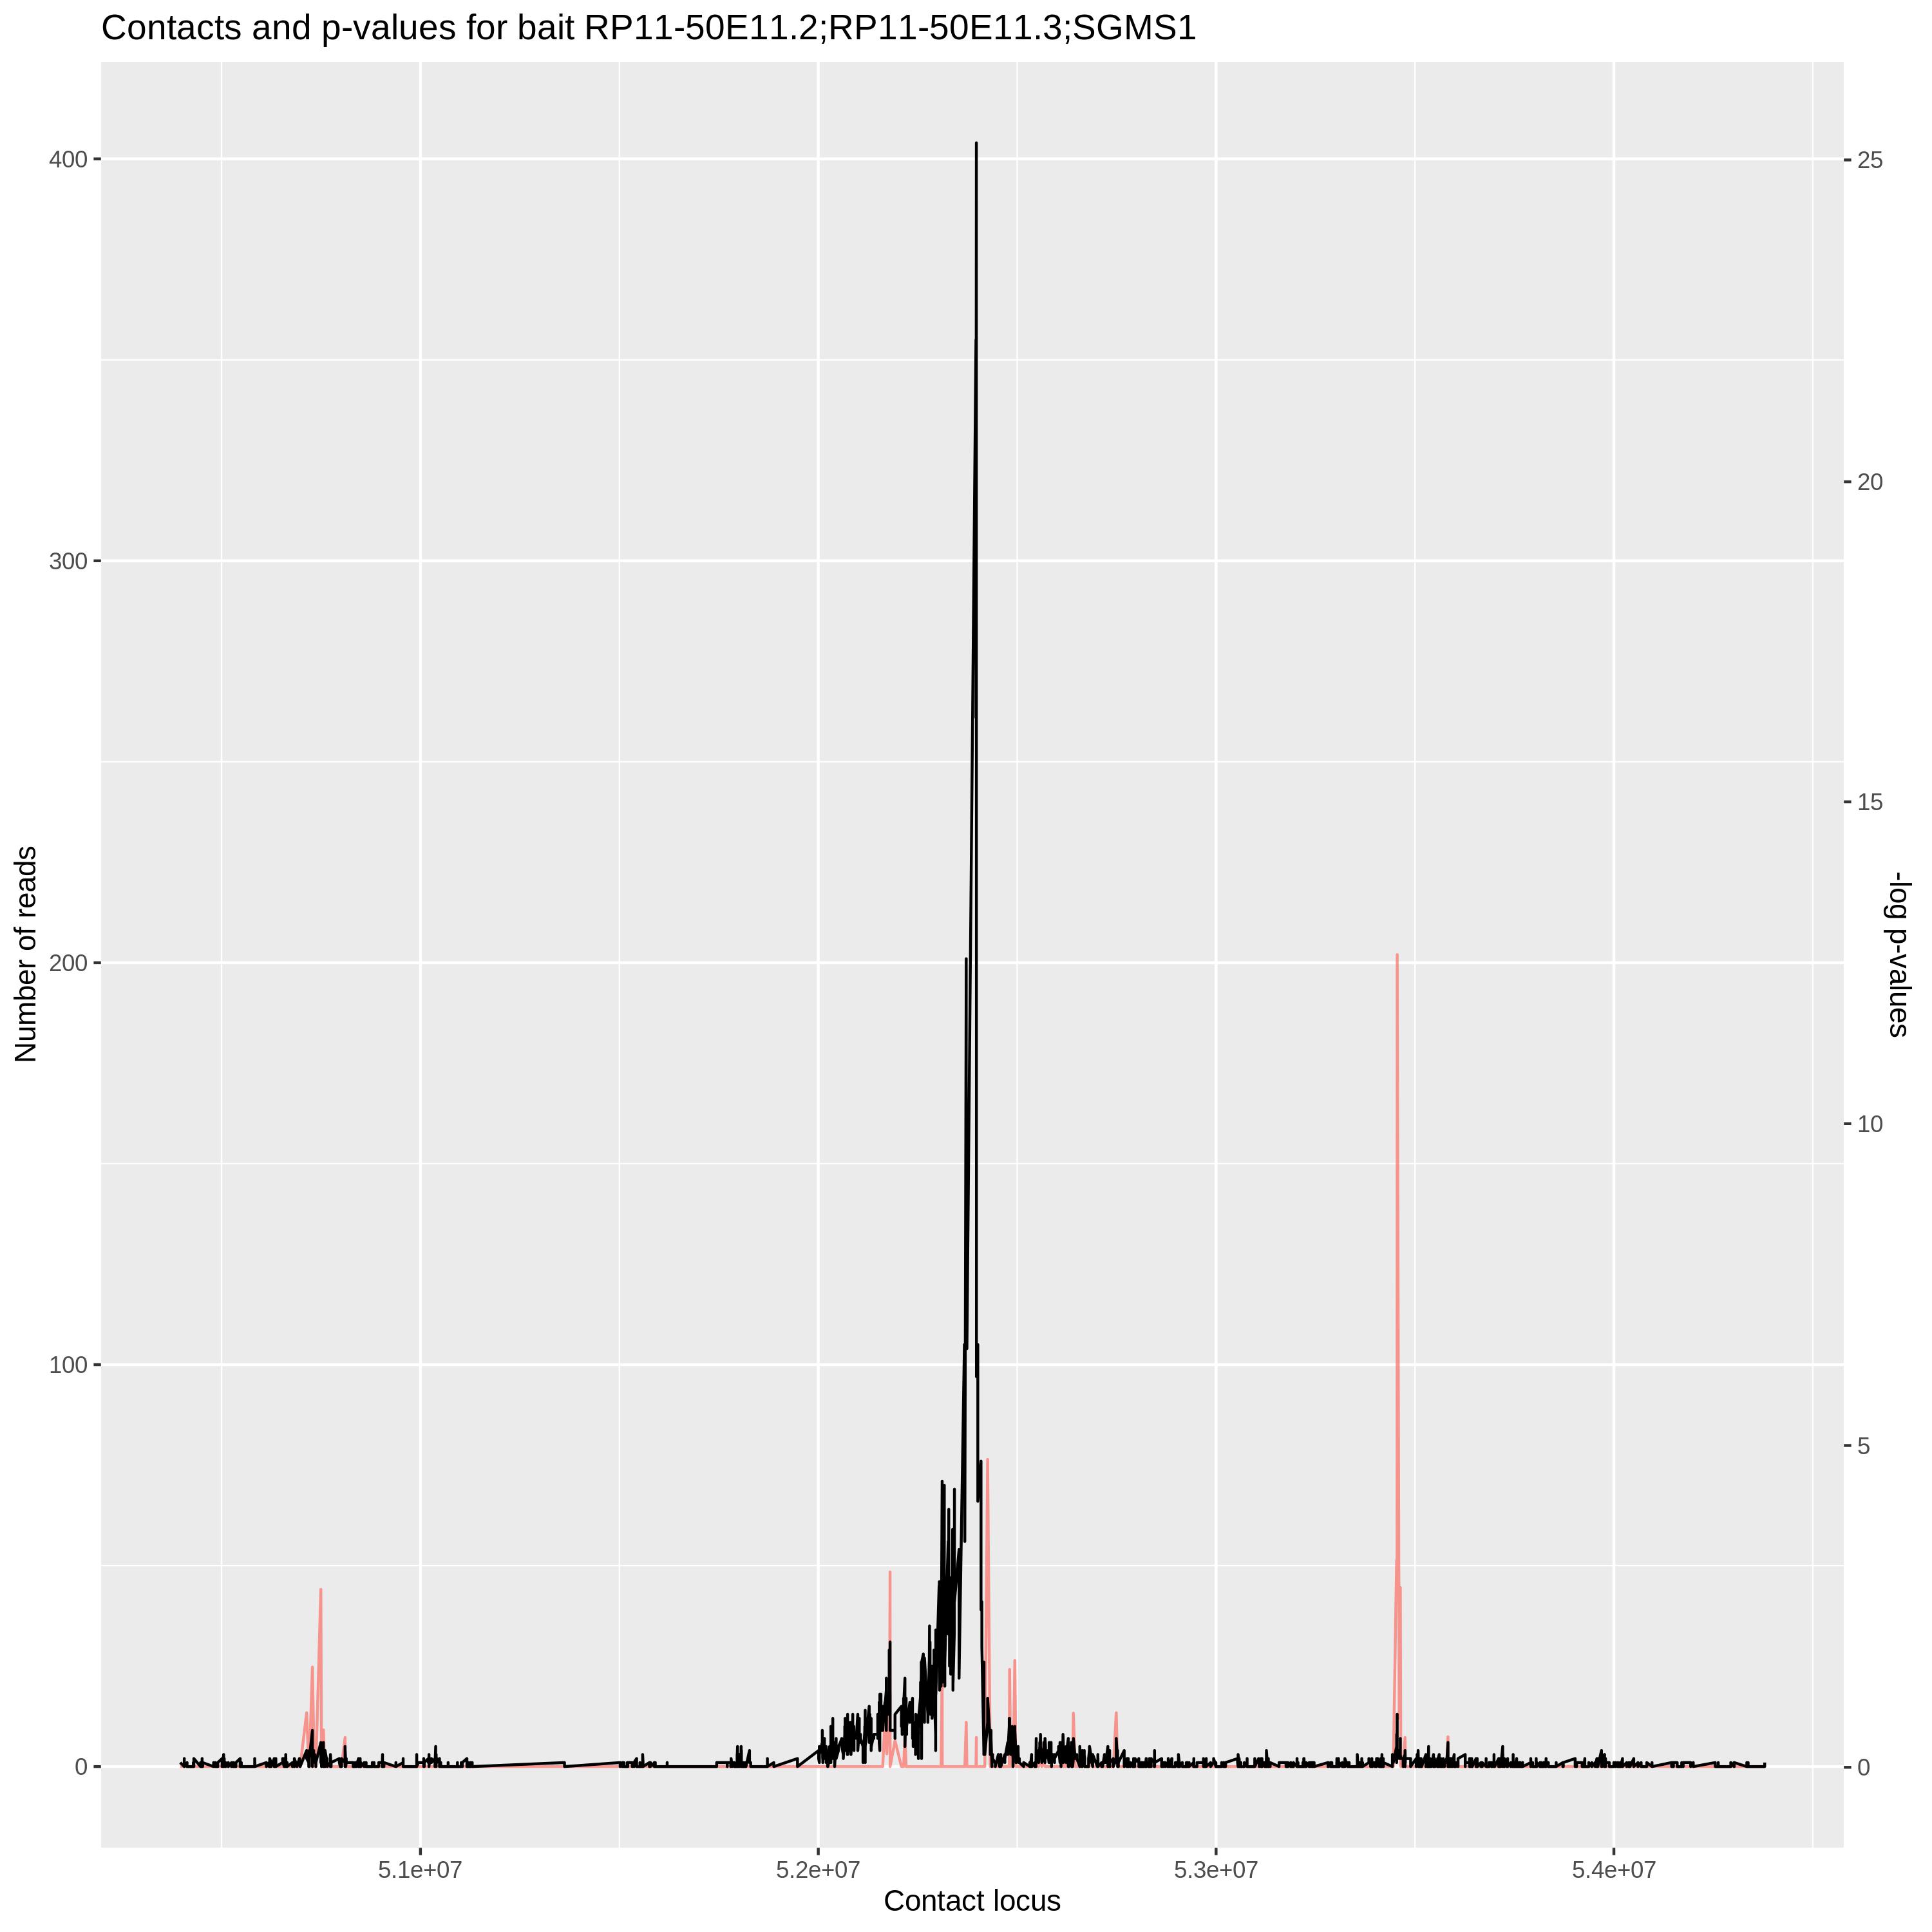 Contacts and p-values for bait RP11-50E11.2;RP11-50E11.3;SGMS1
400
300
200
100
0
Number of reads
25
20
15
10
5
0
-log p-values
5.1e+07
5.2e+07
5.3e+07
5.4e+07
Contact locus